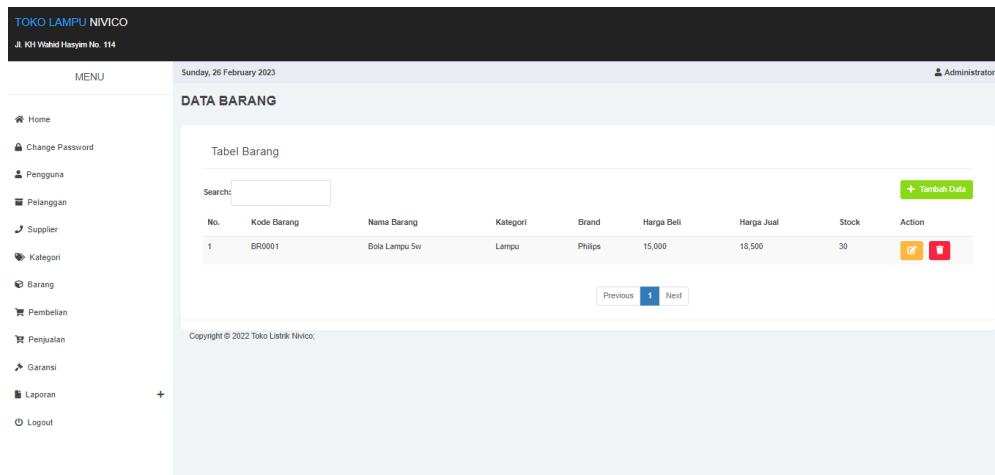 TOKO LAMPU NIVICO
Jl. KH Wahid Hasyim No. 114
MENU
Home
Change Password
Pengguna
Pelanggan
Supplier
Kategori
Barang
Pembelian
Penjualan
Garansi
Laporan +
Logout
Sunday, 26 February 2023 Administrator
DATA BARANG
Tabel Barang
Search: + Tambah Data
No. Kode Barang Nama Barang Kategori Brand Harga Beli Harga Jual Stock Action
1 BR0001 Bola Lampu 5w Lampu Philips 15,000 18,500 30
Previous 1 Next
Copyright © 2022 Toko Listrik Nivico;